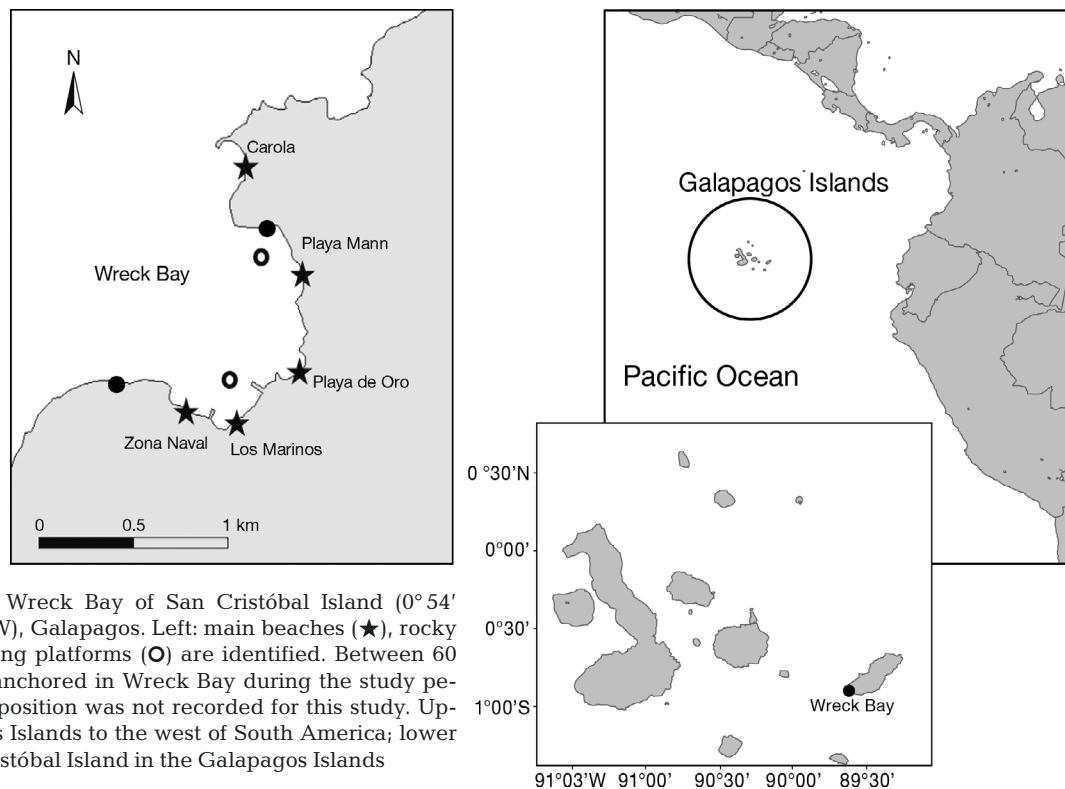 N
Carola
Playa Mann
Wreck Bay
Playa de Oro
Zona Naval
Los Marinos
0 0.5 1 km
Galapagos Islands
Pacific Ocean
0°30'N
0°00'
0°30'
1°00'S
Wreck Bay
91°03'W 91°00' 90°30' 90°00' 89°30'
Wreck Bay of San Cristóbal Island (0° 54'
W), Galapagos. Left: main beaches (★), rocky
ng platforms (O) are identified. Between 60
anchored in Wreck Bay during the study pe-
position was not recorded for this study. Up-
s Islands to the west of South America; lower
stóbal Island in the Galapagos Islands